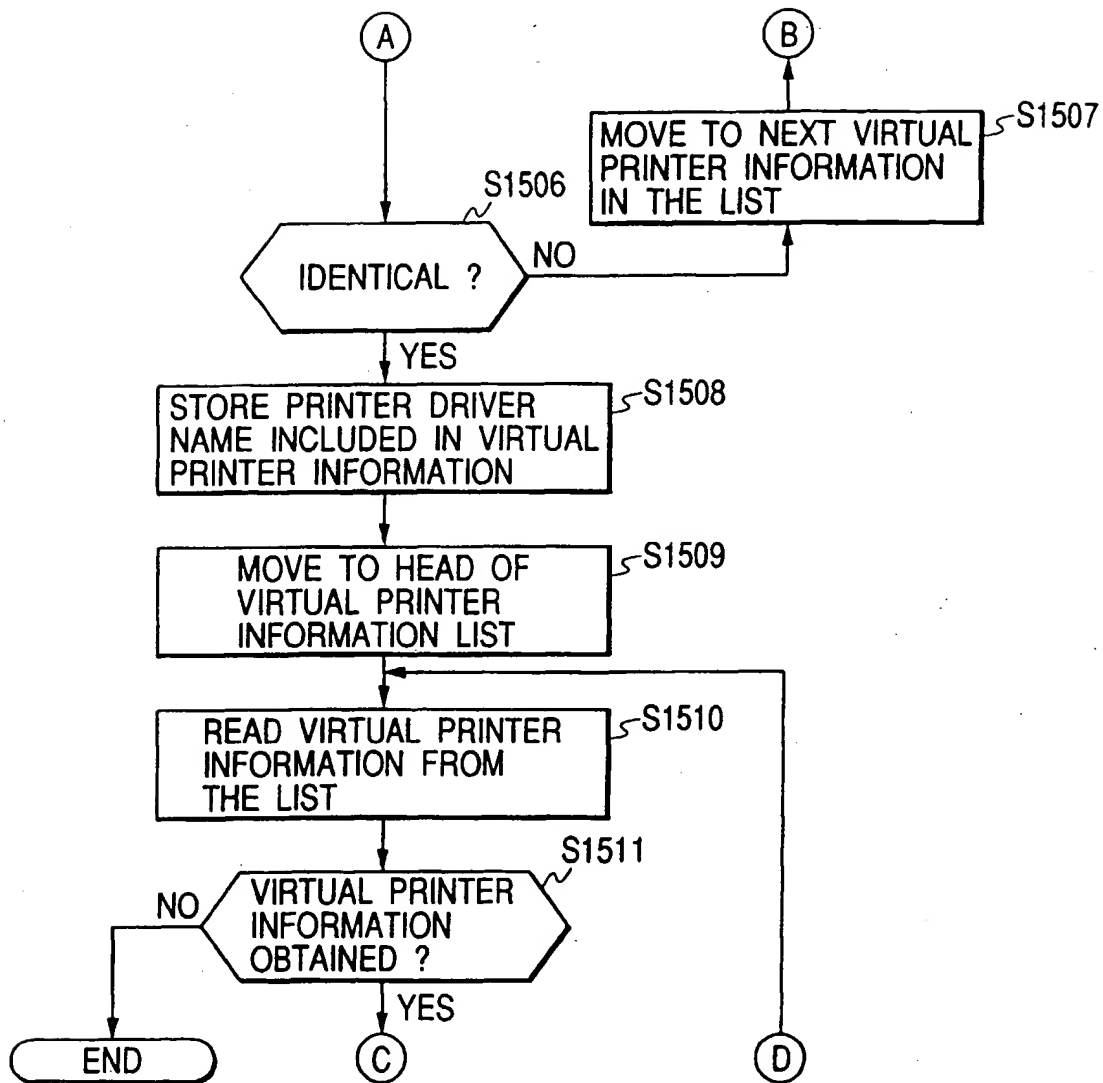 A
B
S1507
MOVE TO NEXT VIRTUAL
PRINTER INFORMATION
IN THE LIST
S1506
IDENTICAL ?
NO
YES
S1508
STORE PRINTER DRIVER
NAME INCLUDED IN VIRTUAL
PRINTER INFORMATION
S1509
MOVE TO HEAD OF
VIRTUAL PRINTER
INFORMATION LIST
S1510
READ VIRTUAL PRINTER
INFORMATION FROM
THE LIST
S1511
VIRTUAL PRINTER
INFORMATION
OBTAINED ?
NO
YES
END
C
D